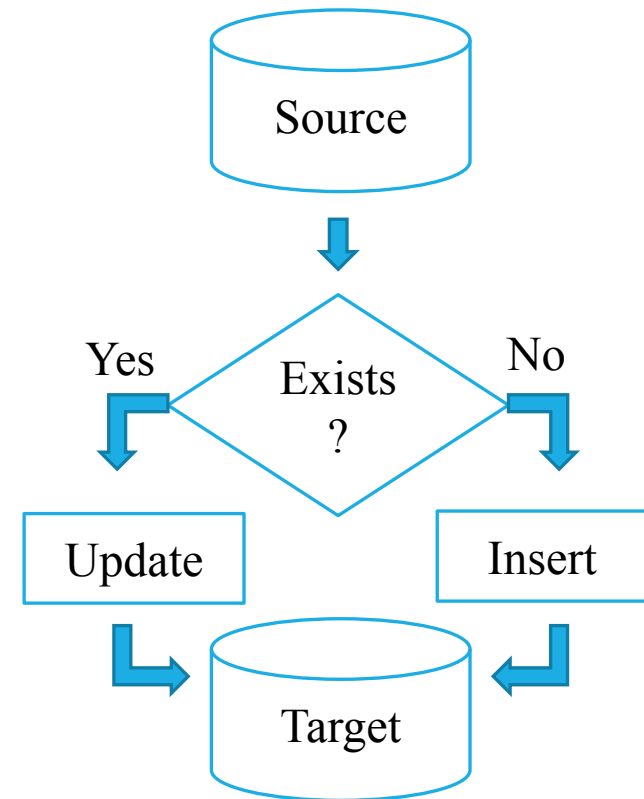 Source
Yes
No
Exists
?
Update
Insert
Target